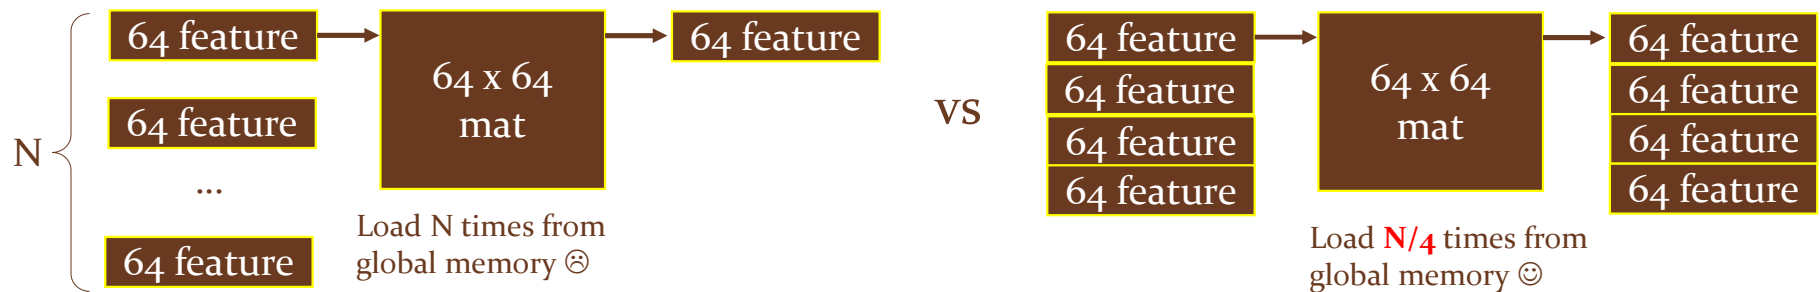 N
64 feature
64 feature
...
64 feature
64 x 64
mat
Load N times from
global memory ☹
64 feature
vs
64 feature
64 feature
64 feature
64 feature
64 x 64
mat
Load N/4 times from
global memory ☺
64 feature
64 feature
64 feature
64 feature